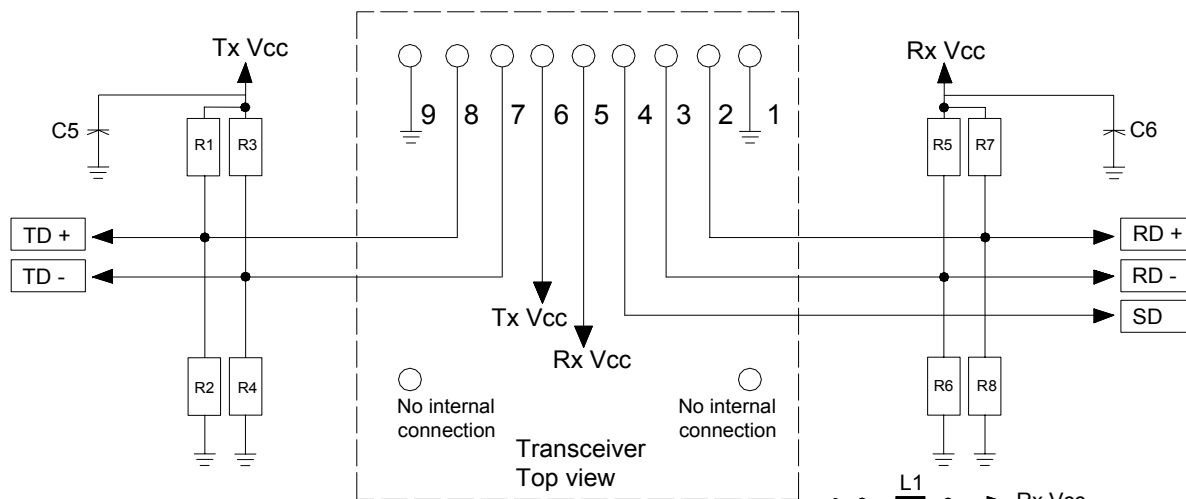 Tx Vcc
Rx Vcc
9 8 7 6 5 4 3 2 1
C5
R1 R3
R5 R7
C6
TD +
RD +
TD -
RD -
Tx Vcc
SD
Rx Vcc
R2 R4
R6 R8
No internal
connection
No internal
connection
Transceiver
Top view
L1
Rx Vcc